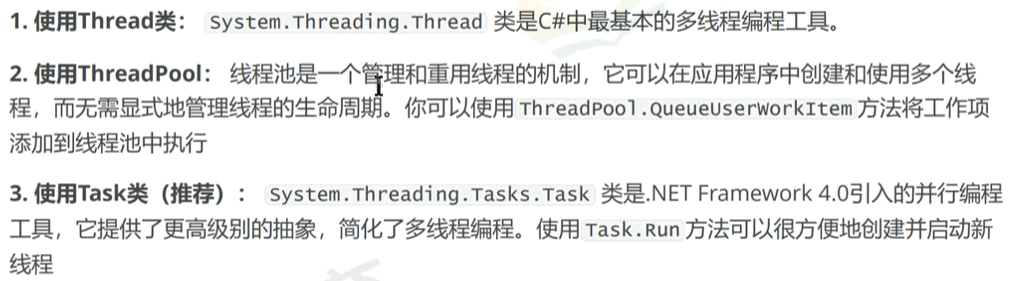 1. 使用Thread类： System.Threading.Thread 类是C#中最基本的多线程编程工具。
2. 使用ThreadPool： 线程池是一个管理和重用线程的机制，它可以在应用程序中创建和使用多个线
程，而无需显式地管理线程的生命周期。你可以使用 ThreadPool.QueueUserWorkItem 方法将工作项
添加到线程池中执行
3. 使用Task类（推荐）： System.Threading.Tasks.Task 类是.NET Framework 4.0引入的并行编程
工具，它提供了更高级别的抽象，简化了多线程编程。使用 Task.Run 方法可以很方便地创建并启动新
线程